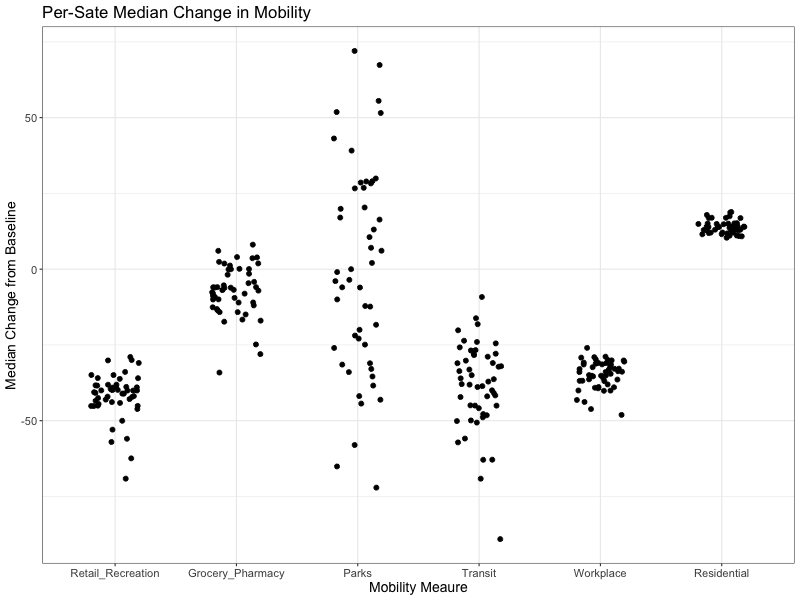 Per-Sate Median Change in Mobility
Median Change from Baseline
50
0
-50
Retail_Recreation Grocery_Pharmacy Parks Transit Workplace Residential
Mobility Meaure